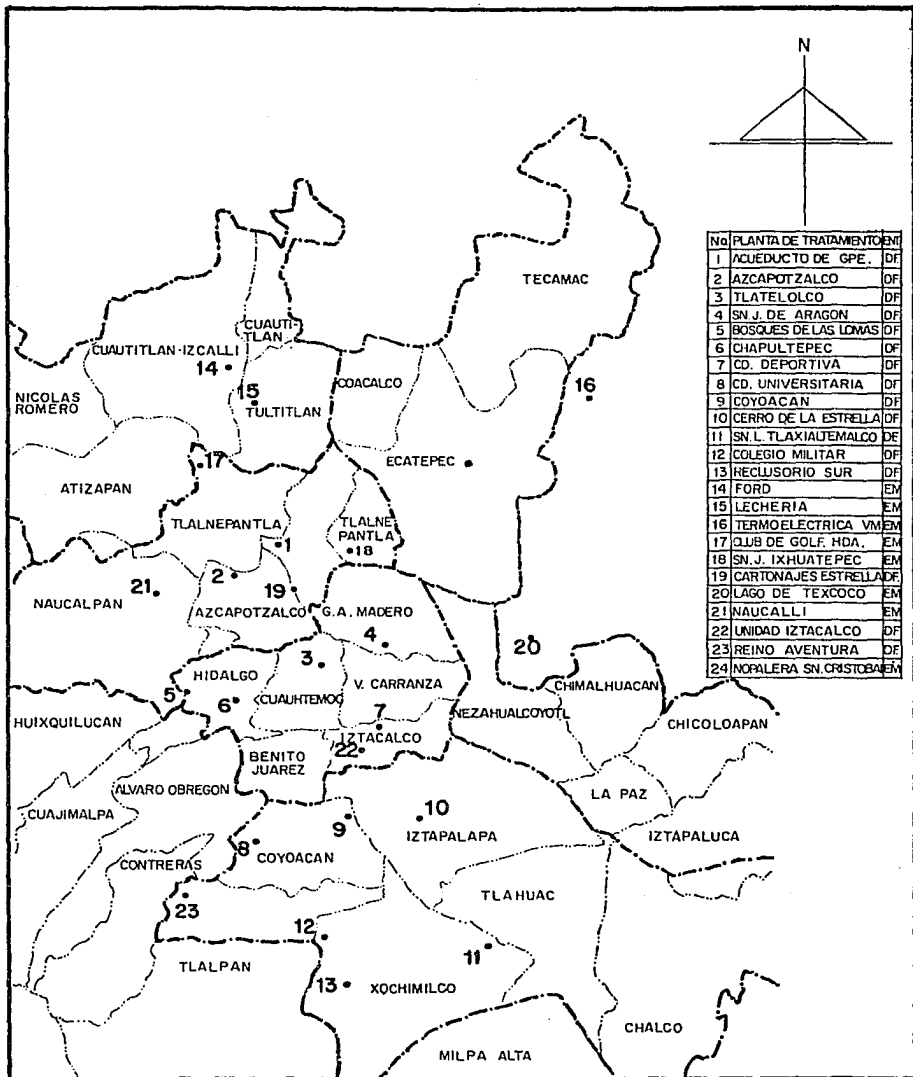 N
No. PLANTA DE TRATAMIENTO ENT
1 ACUEDUCTO DE GPE. DF
2 AZCAPOTZALCO DF
3 TLATELOLCO DF
4 SN. J. DE ARAGON DF
5 BOSQUES DE LAS LOMAS DF
6 CHAPULTEPEC DF
7 CD. DEPORTIVA DF
8 CD. UNIVERSITARIA DF
9 COYOACAN DF
10 CERRO DE LA ESTRELLA DF
11 SN. L. TLAXIALTEMALCO DF
12 COLEGIO MILITAR DF
13 RECLUSORIO SUR DF
14 FORD EM
15 LECHERIA EM
16 TERMOELECTRICA VM EM
17 CLUB DE GOLF. HDA. EM
18 SN. J. IXHUATEPEC EM
19 CARTONAJES ESTRELLA DF.
20 LAGO DE TEXCOCO EM
21 NAUCALLI EM
22 UNIDAD IZTACALCO DF
23 REINO AVENTURA DF
24 NOPALERA SN. CRISTOBAL EM
TECAMAC
CUAUTI-
TLAN
CUAUTITLAN-IZCALLI
14
15
COACALCO
16
NICOLAS
ROMERO
TULTITLAN
17
ECATEPEC
ATIZAPAN
TLALNEPANTLA
TLALNE
PANTLA
1
18
2
21
19
NAUCALPAN
AZCAPOTZALCO
G.A. MADERO
4
20
3
HIDALGO
CUAUHTEMOC
V. CARRANZA
CHIMALHUACAN
5
6
7
NEZAHUALCOYOTL
CHICOLOAPAN
HUIXQUILUCAN
IZTACALCO
22
BENITO
JUAREZ
ALVARO OBREGON
LA PAZ
CUAJIMALPA
9
10
IZTAPALAPA
IZTAPALUCA
8
COYOACAN
CONTRERAS
TLAHUAC
23
12
11
TLALPAN
13
XOCHIMILCO
CHALCO
MILPA ALTA